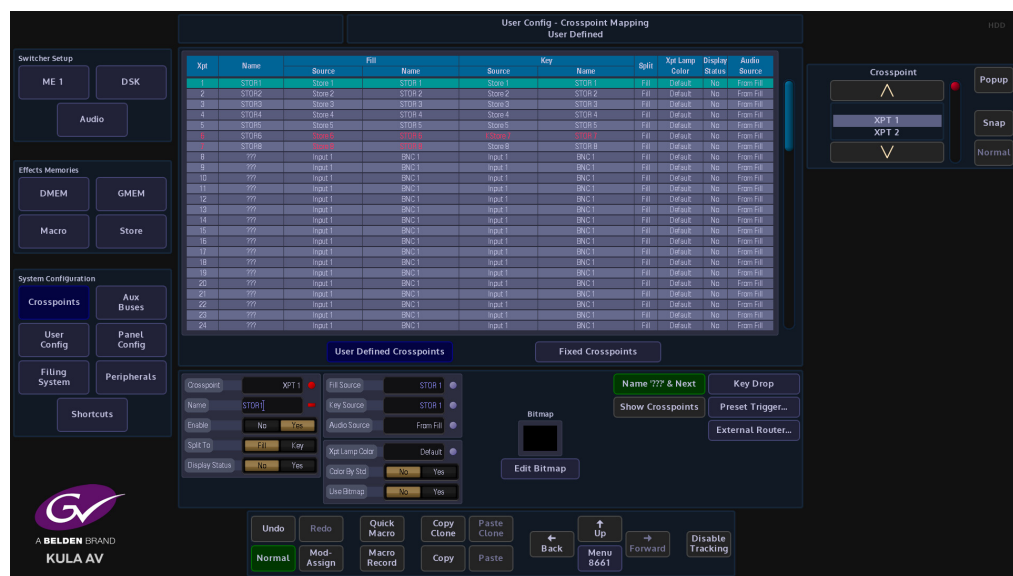 User Config - Crosspoint Mapping
User Defined
HDD
Switcher Setup
ME 1
DSK
Audio
Effects Memories
DMEM
GMEM
Macro
Store
System Configuration
Crosspoints
Aux Buses
User Config
Panel Config
Filing System
Peripherals
Shortcuts
A BELDEN BRAND
KULA AV
Xpt Name Fill Key Split Xpt Lamp Color Display Status Audio Source
Source Name Source Name
1 STOR1 Store 1 STOR 1 Store 1 STOR 1 Fill Default No From Fill
2 STOR2 Store 2 STOR 2 Store 2 STOR 2 Fill Default No From Fill
3 STOR3 Store 3 STOR 3 Store 3 STOR 3 Fill Default No From Fill
4 STOR4 Store 4 STOR 4 Store 4 STOR 4 Fill Default No From Fill
5 STOR5 Store 5 STOR 5 Store 5 STOR 5 Fill Default No From Fill
STOR6 Fill Default No From Fill
STOR8 Store 8 STOR 8 Fill Default No From Fill
8 ??? Input 1 BNC 1 Input 1 BNC 1 Fill Default No From Fill
9 ??? Input 1 BNC 1 Input 1 BNC 1 Fill Default No From Fill
10 ??? Input 1 BNC 1 Input 1 BNC 1 Fill Default No From Fill
11 ??? Input 1 BNC 1 Input 1 BNC 1 Fill Default No From Fill
12 ??? Input 1 BNC 1 Input 1 BNC 1 Fill Default No From Fill
13 ??? Input 1 BNC 1 Input 1 BNC 1 Fill Default No From Fill
14 ??? Input 1 BNC 1 Input 1 BNC 1 Fill Default No From Fill
15 ??? Input 1 BNC 1 Input 1 BNC 1 Fill Default No From Fill
16 ??? Input 1 BNC 1 Input 1 BNC 1 Fill Default No From Fill
17 ??? Input 1 BNC 1 Input 1 BNC 1 Fill Default No From Fill
18 ??? Input 1 BNC 1 Input 1 BNC 1 Fill Default No From Fill
19 ??? Input 1 BNC 1 Input 1 BNC 1 Fill Default No From Fill
20 ??? Input 1 BNC 1 Input 1 BNC 1 Fill Default No From Fill
21 ??? Input 1 BNC 1 Input 1 BNC 1 Fill Default No From Fill
22 ??? Input 1 BNC 1 Input 1 BNC 1 Fill Default No From Fill
23 ??? Input 1 BNC 1 Input 1 BNC 1 Fill Default No From Fill
24 ??? Input 1 BNC 1 Input 1 BNC 1 Fill Default No From Fill
User Defined Crosspoints
Fixed Crosspoints
Crosspoint XPT 1
Name STOR1
Enable No Yes
Split To Fill Key
Display Status No Yes
Fill Source STOR 1
Key Source STOR 1
Audio Source From Fill
Xpt Lamp Color Default
Color By Std No Yes
Use Bitmap No Yes
Bitmap
Edit Bitmap
Name '???' & Next
Key Drop
Show Crosspoints
Preset Trigger...
External Router...
Crosspoint
XPT 1
XPT 2
Popup
Snap
Normal
Undo
Redo
Quick Macro
Copy Clone
Paste Clone
Normal
Mod-Assign
Macro Record
Copy
Paste
Back
Up
Menu 8661
Forward
Disable Tracking